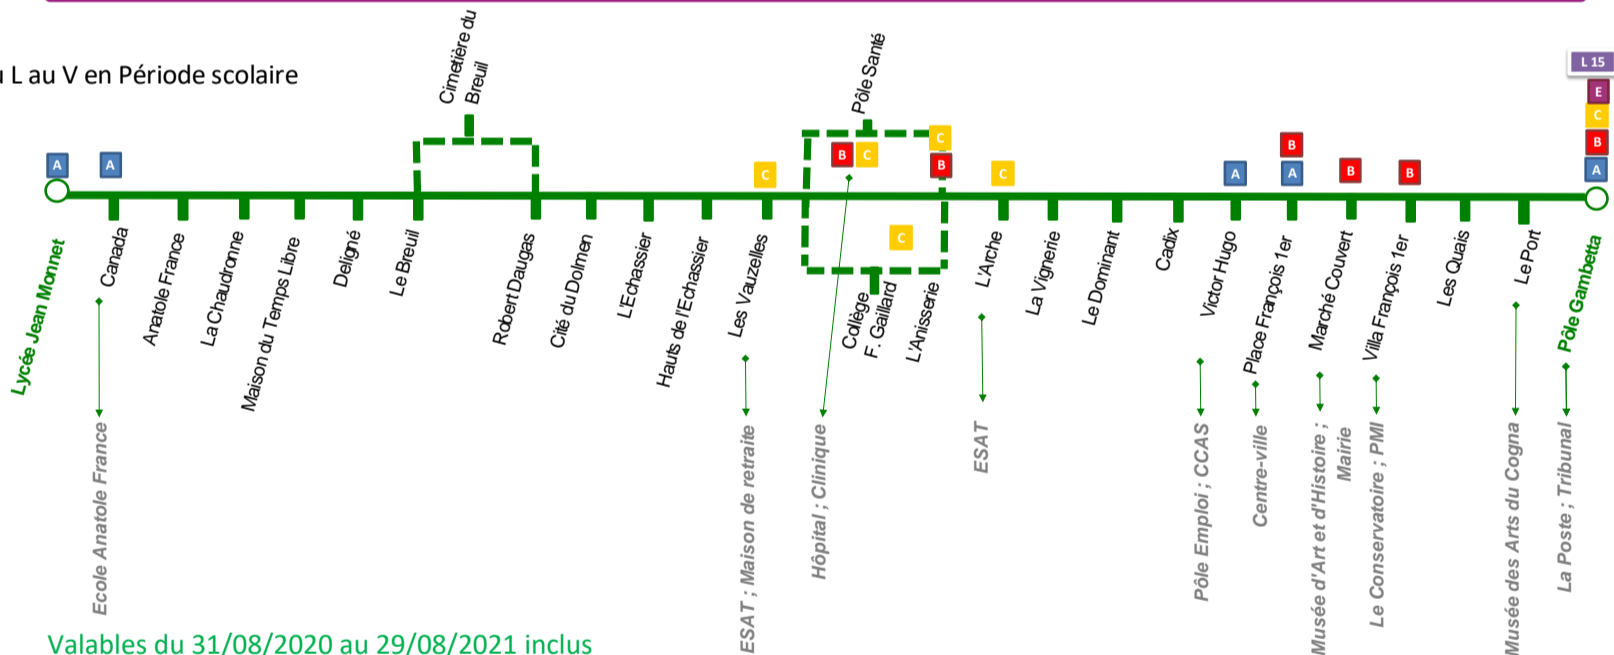 u L au V en Période scolaire
Cimetière du
Breuil
Pôle Santé
L 15
E
C
B
A
A
A
C
B
C
C
B
C
C
A
B
A
B
B
Lycée Jean Monnet
Canada
Anatole France
La Chaudronne
Maison du Temps Libre
Deligné
Le Breuil
Robert Daugas
Cité du Dolmen
L'Echassier
Hauts de l'Echassier
Les Vauzelles
Collège
F. Gaillard
L'Anisserie
L'Arche
La Vignerie
Le Dominant
Cadix
Victor Hugo
Place François 1er
Marché Couvert
Villa François 1er
Les Quais
Le Port
Pôle Gambetta
Ecole Anatole France
ESAT ; Maison de retraite
Hôpital ; Clinique
ESAT
Pôle Emploi ; CCAS
Centre-ville
Musée d'Art et d'Histoire ;
Mairie
Le Conservatoire ; PMI
Musée des Arts du Cogna
La Poste ; Tribunal
Valables du 31/08/2020 au 29/08/2021 inclus